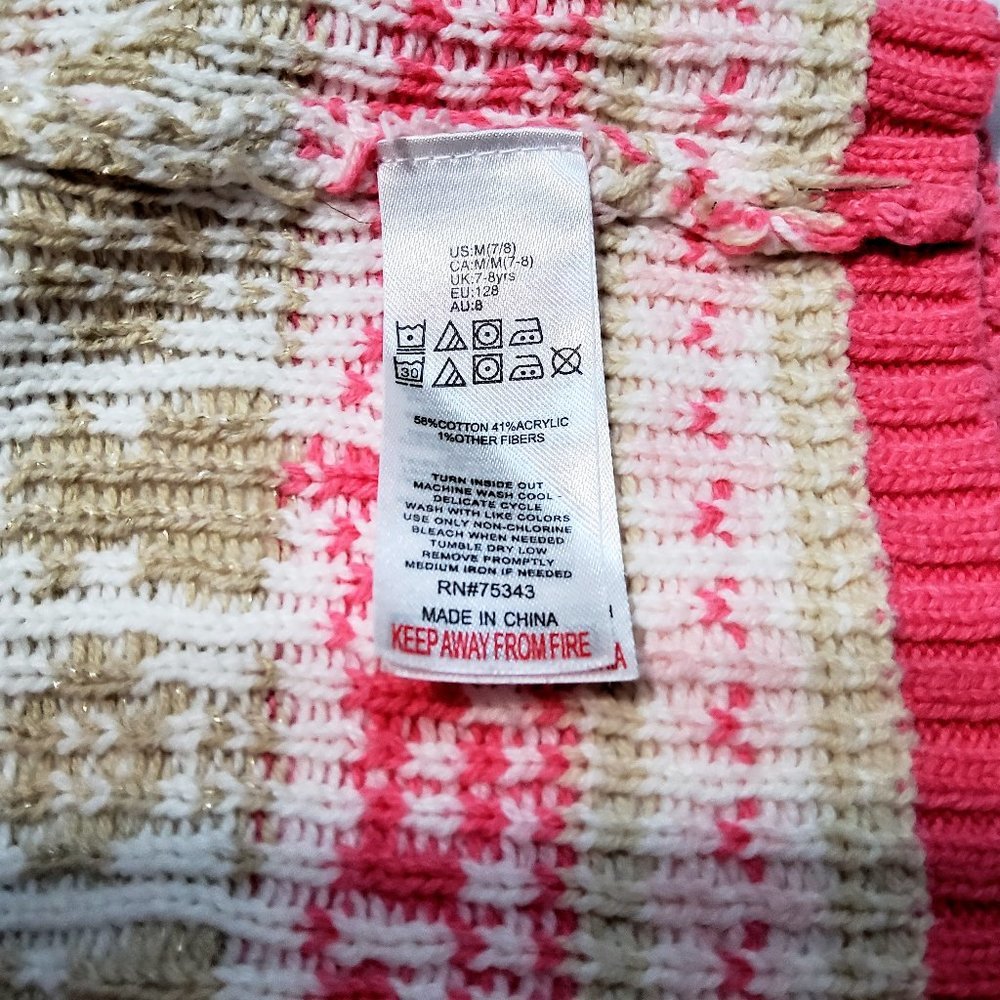 US:M(7/8)
CA:M/M(7-8)
UK:7-8yrs
EU:128
AU:8
30
58%COTTON 41%ACRYLIC
1%OTHER FIBERS
TURN INSIDE OUT
MACHINE WASH COOL -
DELICATE CYCLE
WASH WITH LIKE COLORS
USE ONLY NON-CHLORINE
BLEACH WHEN NEEDED
TUMBLE DRY LOW
REMOVE PROMPTLY
MEDIUM IRON IF NEEDED
RN#75343
MADE IN CHINA
KEEP AWAY FROM FIRE